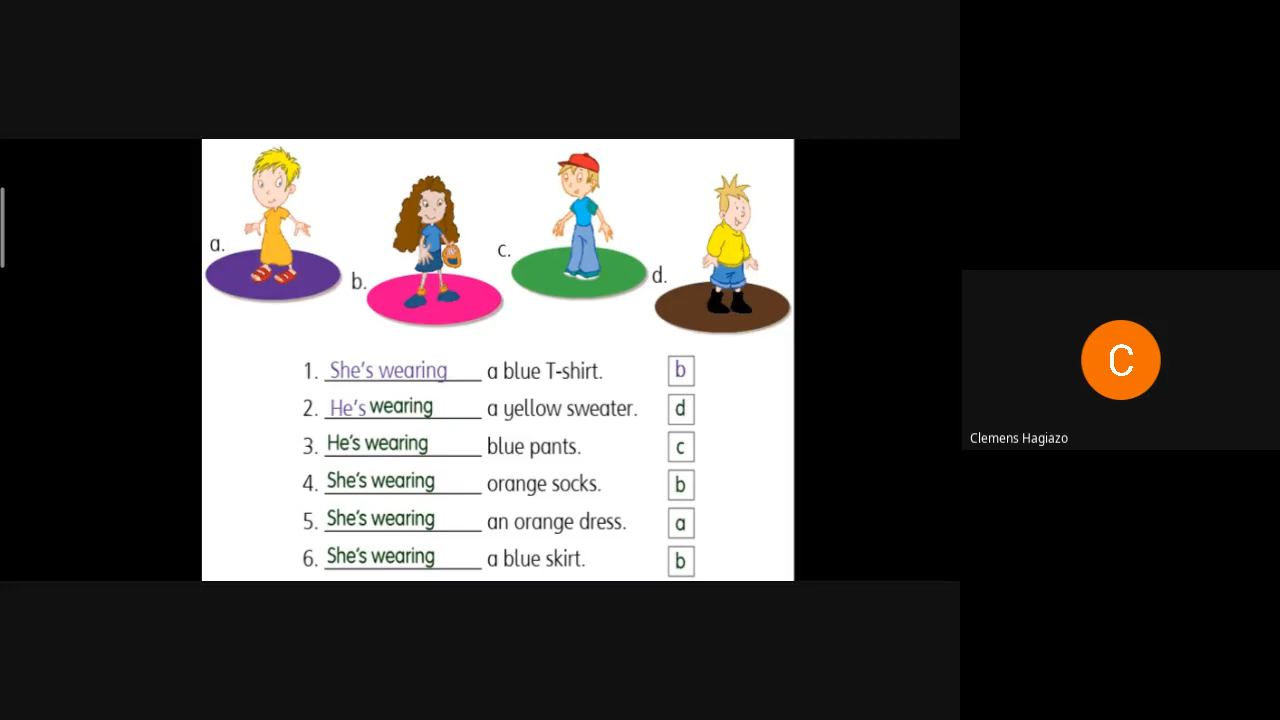 a.
b.
c.
d.
1. She's wearing a blue T-shirt. b
2. He's wearing a yellow sweater. d
3. He's wearing blue pants. c
4. She's wearing orange socks. b
5. She's wearing an orange dress. a
6. She's wearing a blue skirt. b
C
Clemens Hagiazo